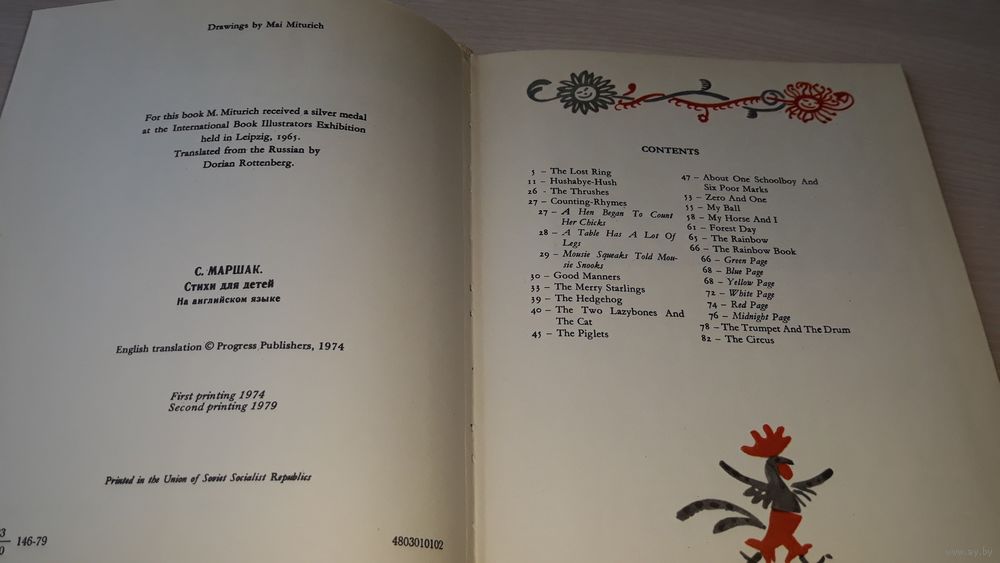 Drawings by Mai Miturich
For this book M. Miturich received a silver medal
at the International Book Illustrators Exhibition
held in Leipzig, 1965.
Translated from the Russian by
Dorian Rottenberg.
С. МАРШАК.
Стихи для детей
На английском языке
English translation © Progress Publishers, 1974
First printing 1974
Second printing 1979
Printed in the Union of Soviet Socialist Republics
146-79
4803010102
CONTENTS
5 – The Lost Ring
11 – Hushabye-Hush
26 - The Thrushes
27 – Counting-Rhymes
27 – A Hen Began To Count
Her Chicks
28 – A Table Has A Lot Of
Legs
29 – Mousie Squeaks Told Mou-
sie Snooks
30 – Good Manners
33 – The Merry Starlings
39 – The Hedgehog
40 – The Two Lazybones And
The Cat
45 – The Piglets
47 – About One Schoolboy And
Six Poor Marks
53 – Zero And One
55 – My Ball
58 – My Horse And I
61 – Forest Day
65 – The Rainbow
66 – The Rainbow Book
66 – Green Page
68 – Blue Page
68 – Yellow Page
72 – White Page
74 – Red Page
76 – Midnight Page
78 – The Trumpet And The Drum
82 – The Circus
www.ay.by